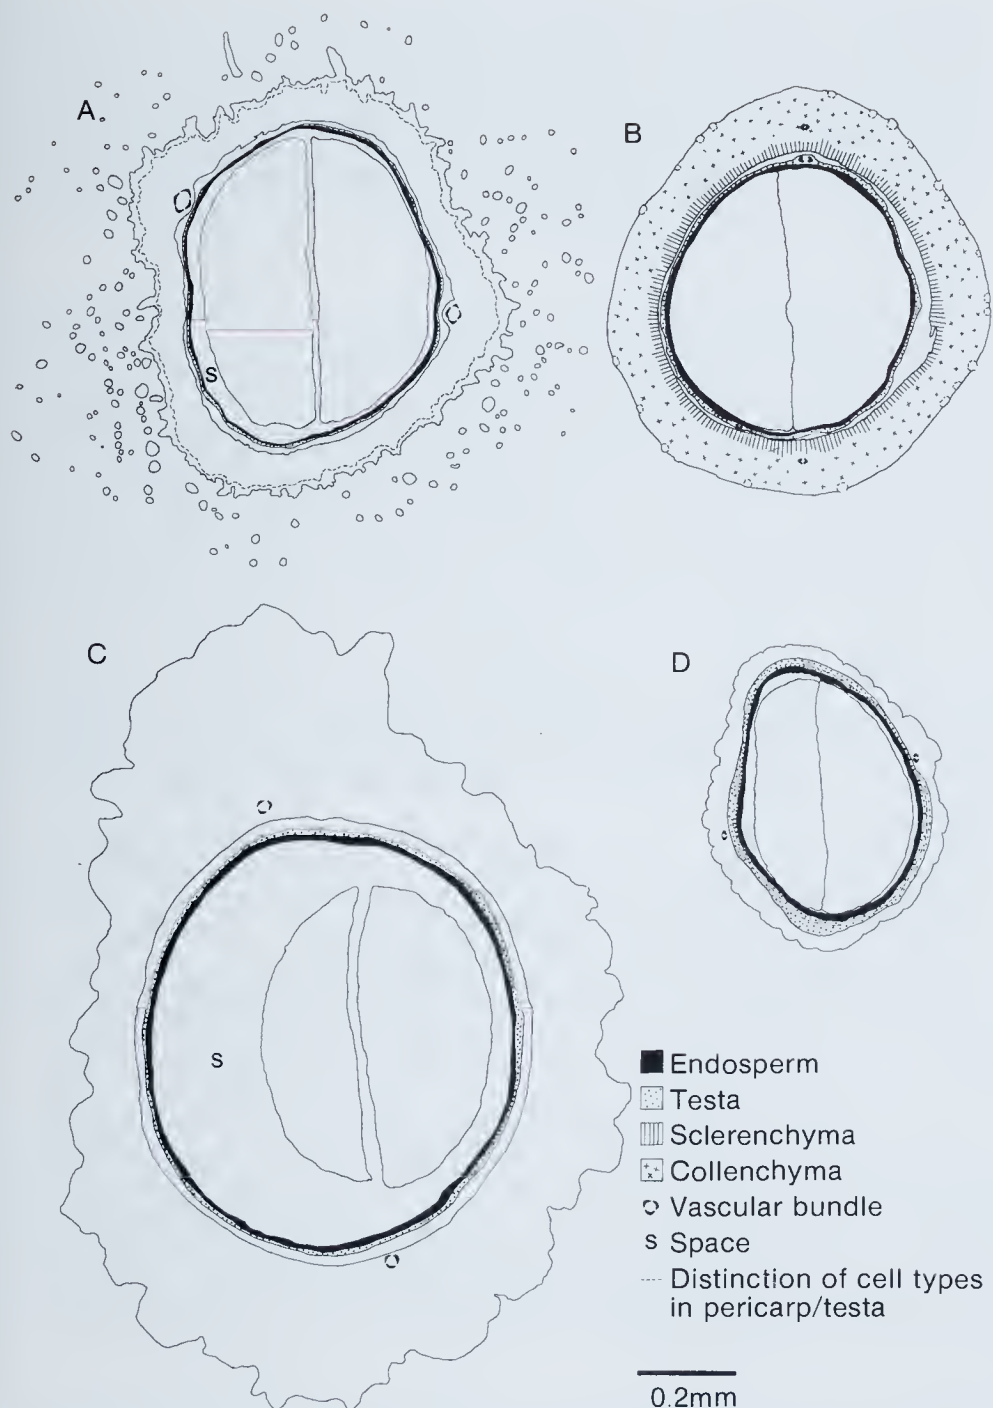 A
B
S
C
D
S
Endosperm
Testa
Sclerenchyma
Collenchyma
Vascular bundle
S Space
Distinction of cell types
in pericarp/testa
0.2mm